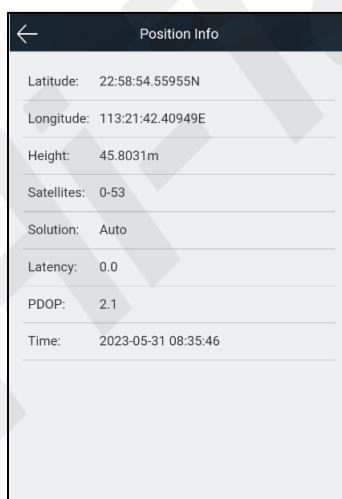 Position Info
Latitude: 22:58:54.55955N
Longitude: 113:21:42.40949E
Height: 45.8031m
Satellites: 0-53
Solution: Auto
Latency: 0.0
PDOP: 2.1
Time: 2023-05-31 08:35:46